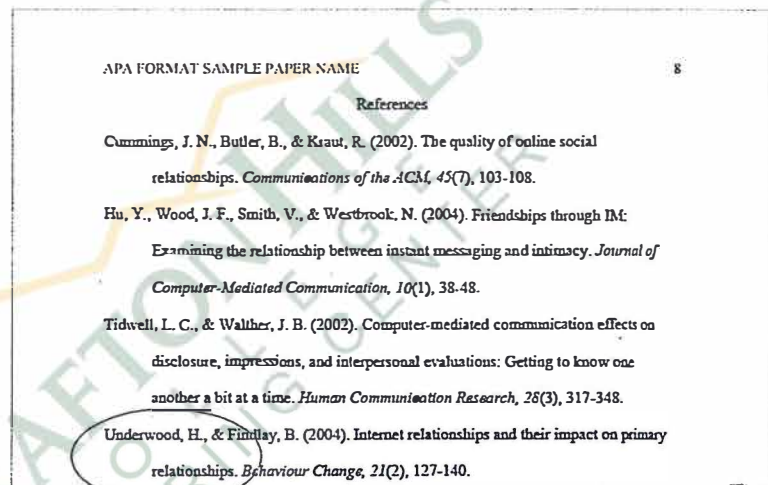 APA FORMAT SAMPLE PAPER NAME 8
References
Cummings, J. N., Butler, B., & Kraut, R. (2002). The quality of online social
relationships. Communications of the ACM, 45(7), 103-108.
Hu, Y., Wood, J. F., Smith, V., & Westbrook, N. (2004). Friendships through IM:
Examining the relationship between instant messaging and intimacy. Journal of
Computer-Mediated Communication, 10(1), 38-48.
Tidwell, L. C., & Walther, J. B. (2002). Computer-mediated communication effects on
disclosure, impressions, and interpersonal evaluations: Getting to know one
another a bit at a time. Human Communication Research, 28(3), 317-348.
Underwood, H., & Findlay, B. (2004). Internet relationships and their impact on primary
relationships. Behaviour Change, 21(2), 127-140.
AFTON HILLS
COLLEGE
RING CENTER